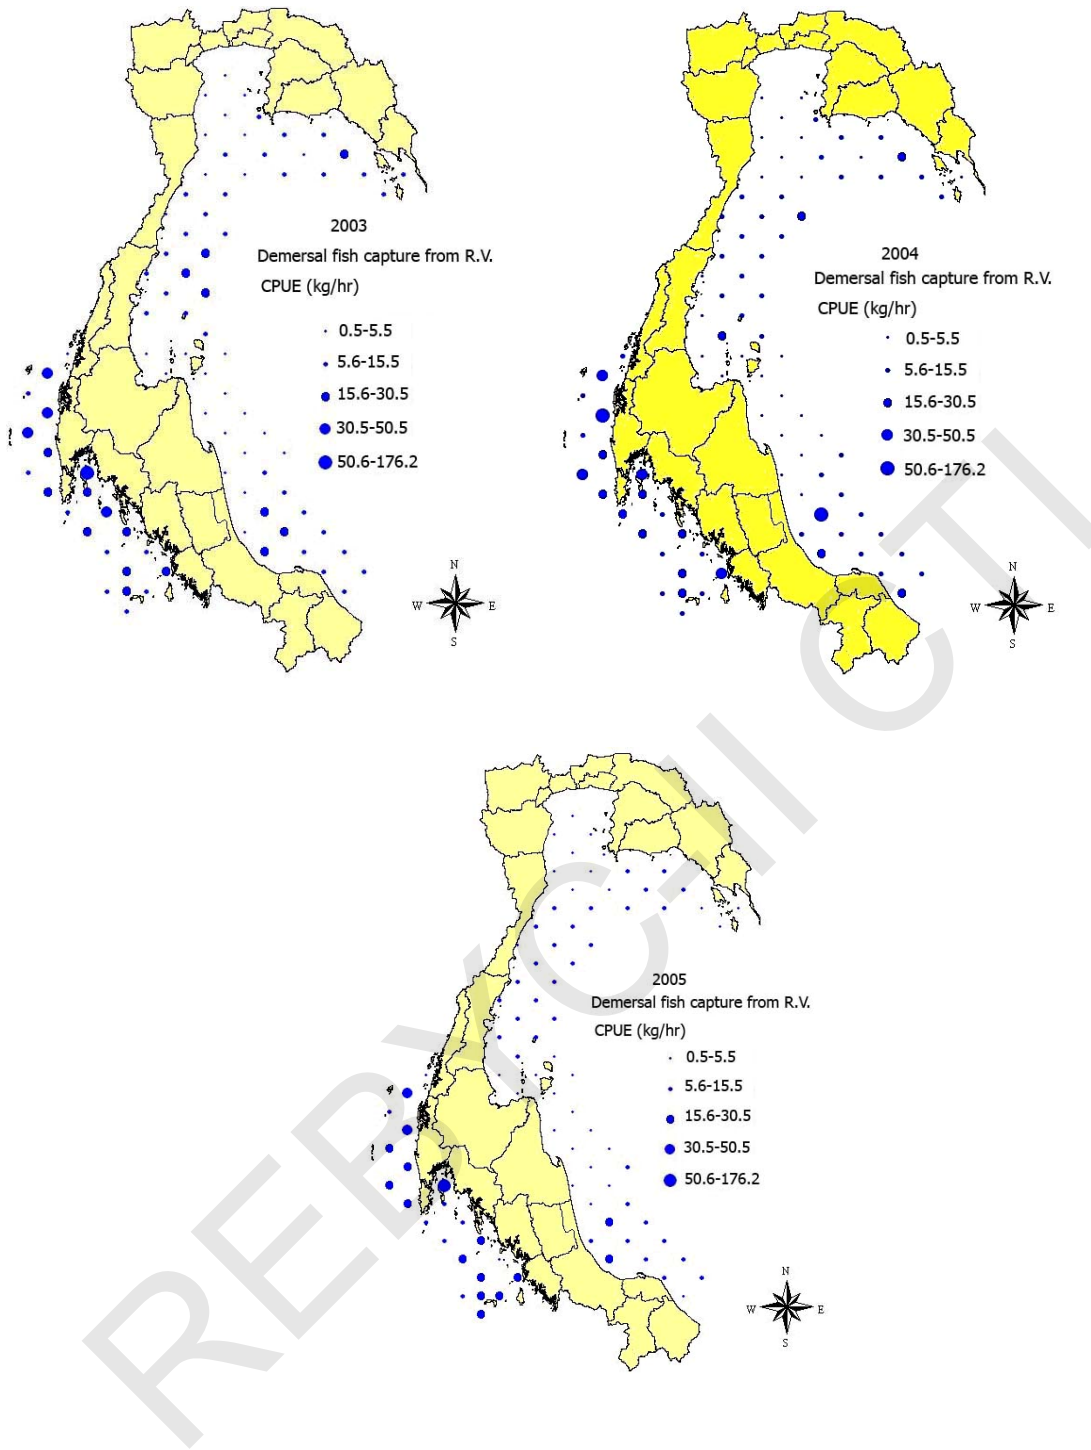 2003
Demersal fish capture from R.V.
CPUE (kg/hr)
0.5-5.5
5.6-15.5
15.6-30.5
30.5-50.5
50.6-176.2
N
W E
S
2004
Demersal fish capture from R.V.
CPUE (kg/hr)
0.5-5.5
5.6-15.5
15.6-30.5
30.5-50.5
50.6-176.2
N
W E
S
2005
Demersal fish capture from R.V.
CPUE (kg/hr)
0.5-5.5
5.6-15.5
15.6-30.5
30.5-50.5
50.6-176.2
N
W E
S
REBYC-II CTI